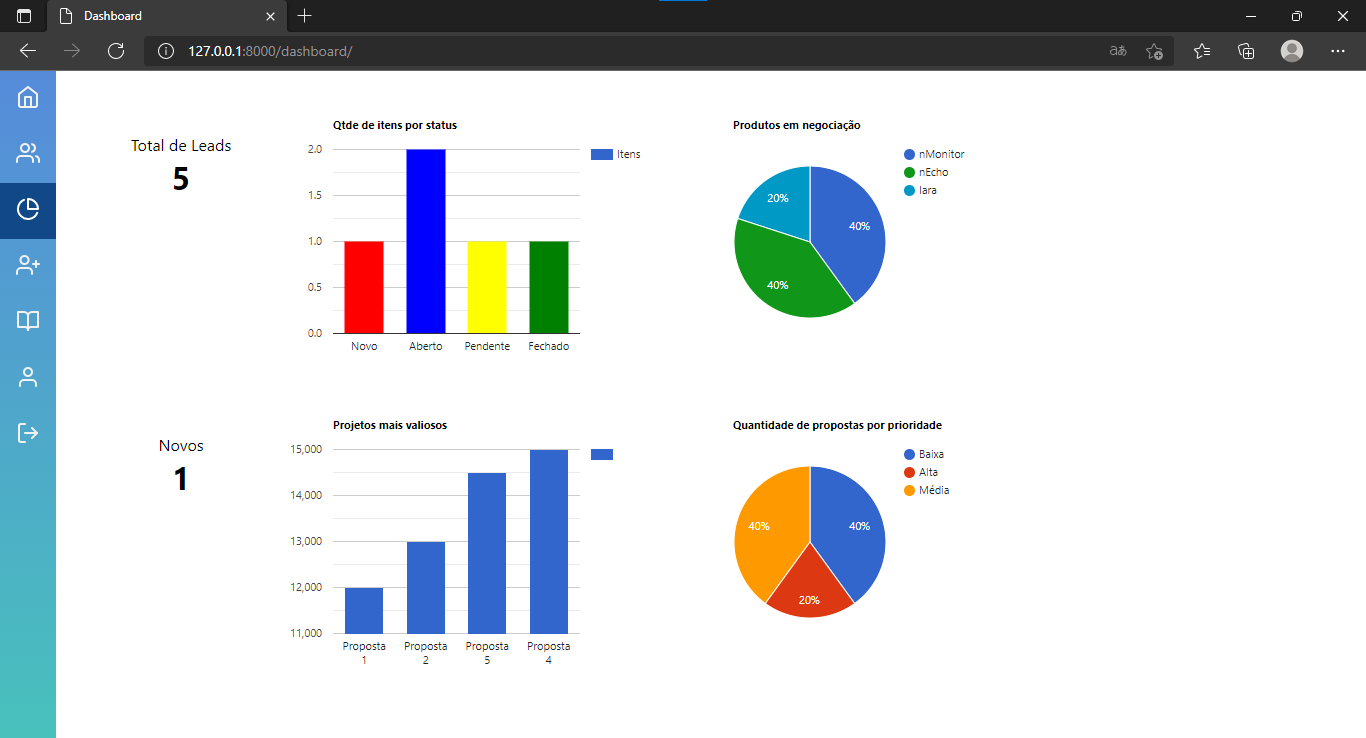 Dashboard
127.0.0.1:8000/dashboard/
aあ
Total de Leads
5
Qtde de itens por status
2.0
1.5
1.0
0.5
0.0
Novo
Aberto
Pendente
Fechado
Itens
Produtos em negociação
20%
40%
40%
nMonitor
nEcho
Iara
Novos
1
Projetos mais valiosos
15,000
14,000
13,000
12,000
11,000
Proposta
1
Proposta
2
Proposta
5
Proposta
4
Quantidade de propostas por prioridade
40%
40%
20%
Baixa
Alta
Média